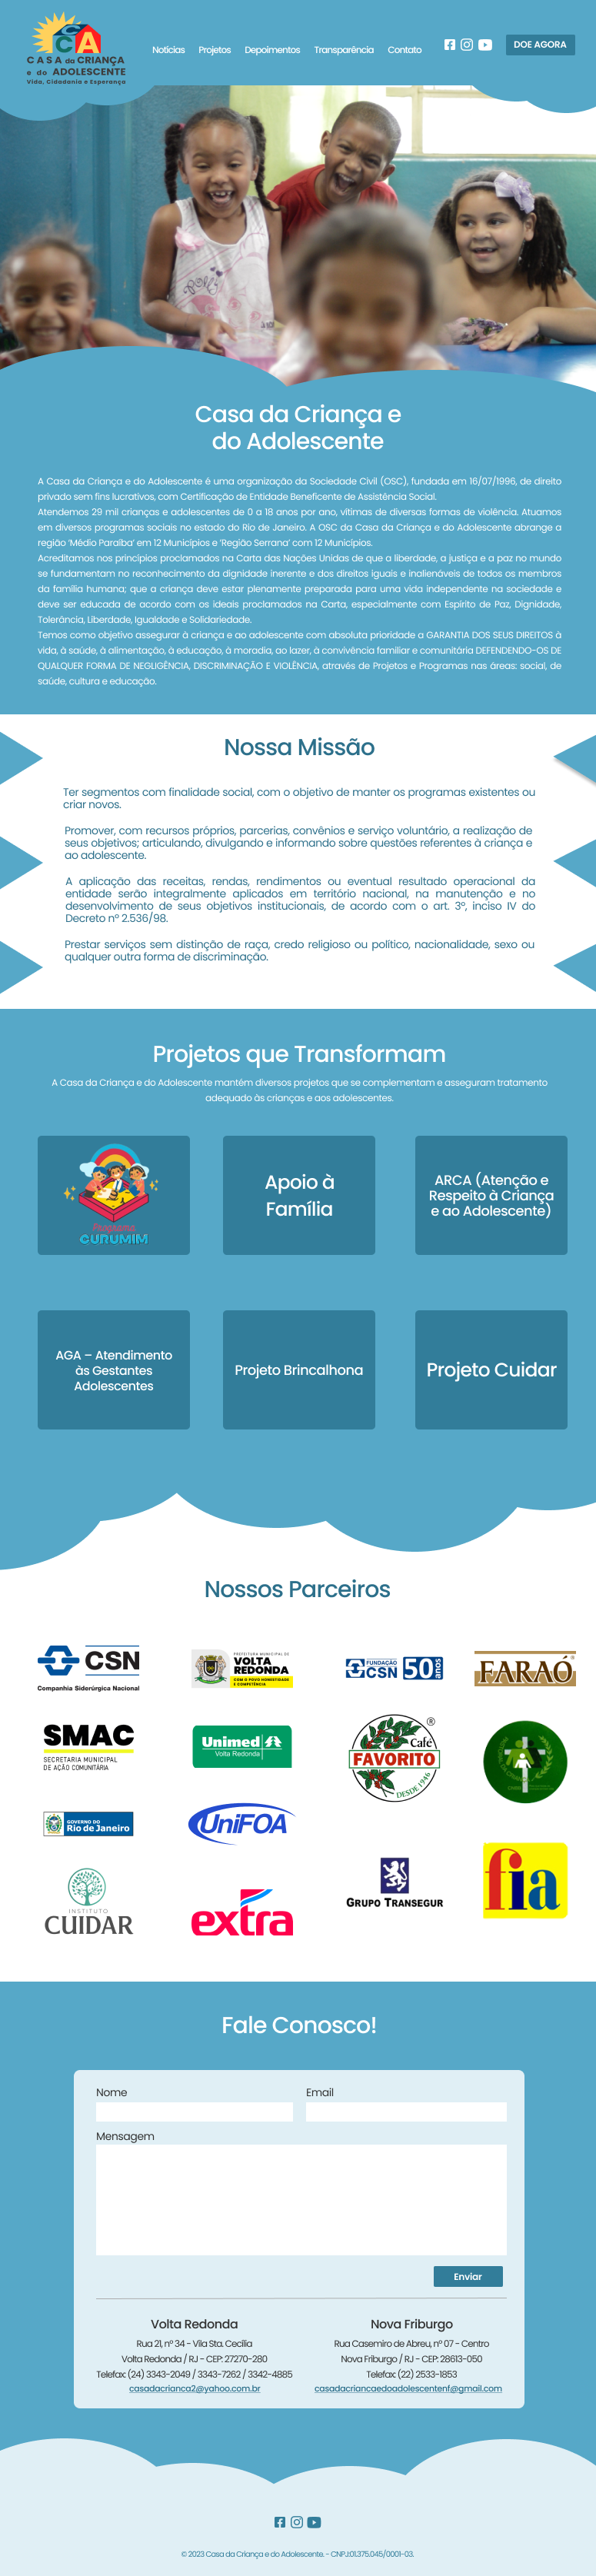 CA
CASA da CRIANÇA
e do ADOLESCENTE
Vida, Cidadania e Esperança
Notícias Projetos Depoimentos Transparência Contato
DOE AGORA
Casa da Criança e
do Adolescente
A Casa da Criança e do Adolescente é uma organização da Sociedade Civil (OSC), fundada em 16/07/1996, de direito
privado sem fins lucrativos, com Certificação de Entidade Beneficente de Assistência Social.
Atendemos 29 mil crianças e adolescentes de 0 a 18 anos por ano, vítimas de diversas formas de violência. Atuamos
em diversos programas sociais no estado do Rio de Janeiro. A OSC da Casa da Criança e do Adolescente abrange a
região ‘Médio Paraíba’ em 12 Municípios e ‘Região Serrana’ com 12 Municípios.
Acreditamos nos princípios proclamados na Carta das Nações Unidas de que a liberdade, a justiça e a paz no mundo
se fundamentam no reconhecimento da dignidade inerente e dos direitos iguais e inalienáveis de todos os membros
da família humana; que a criança deve estar plenamente preparada para uma vida independente na sociedade e
deve ser educada de acordo com os ideais proclamados na Carta, especialmente com Espírito de Paz, Dignidade,
Tolerância, Liberdade, Igualdade e Solidariedade.
Temos como objetivo assegurar à criança e ao adolescente com absoluta prioridade a GARANTIA DOS SEUS DIREITOS à
vida, à saúde, à alimentação, à educação, à moradia, ao lazer, à convivência familiar e comunitária DEFENDENDO-OS DE
QUALQUER FORMA DE NEGLIGÊNCIA, DISCRIMINAÇÃO E VIOLÊNCIA, através de Projetos e Programas nas áreas: social, de
saúde, cultura e educação.
Nossa Missão
Ter segmentos com finalidade social, com o objetivo de manter os programas existentes ou
criar novos.
Promover, com recursos próprios, parcerias, convênios e serviço voluntário, a realização de
seus objetivos; articulando, divulgando e informando sobre questões referentes à criança e
ao adolescente.
A aplicação das receitas, rendas, rendimentos ou eventual resultado operacional da
entidade serão integralmente aplicados em território nacional, na manutenção e no
desenvolvimento de seus objetivos institucionais, de acordo com o art. 3º, inciso IV do
Decreto nº 2.536/98.
Prestar serviços sem distinção de raça, credo religioso ou político, nacionalidade, sexo ou
qualquer outra forma de discriminação.
Projetos que Transformam
A Casa da Criança e do Adolescente mantém diversos projetos que se complementam e asseguram tratamento
adequado às crianças e aos adolescentes.
Programa
CURUMIM
Apoio à
Família
ARCA (Atenção e
Respeito à Criança
e ao Adolescente)
AGA – Atendimento
às Gestantes
Adolescentes
Projeto Brincalhona
Projeto Cuidar
Nossos Parceiros
CSN
Companhia Siderúrgica Nacional
PREFEITURA MUNICIPAL DE
VOLTA
REDONDA
COM O POVO HONESTIDADE
E COMPETÊNCIA
FUNDAÇÃO
CSN 50 anos
FARAÓ
SMAC
SECRETARIA MUNICIPAL
DE AÇÃO COMUNITÁRIA
Unimed
Volta Redonda
Café ®
FAVORITO
DESDE 1946
GOVERNO DO
Rio de Janeiro
UniFOA
INSTITUTO
CUIDAR
extra
GRUPO TRANSEGUR
fia
Fale Conosco!
Nome Email
Mensagem
Enviar
Volta Redonda
Rua 21, nº 34 - Vila Sta. Cecília
Volta Redonda / RJ - CEP: 27270-280
Telefax: (24) 3343-2049 / 3343-7262 / 3342-4885
casadacrianca2@yahoo.com.br
Nova Friburgo
Rua Casemiro de Abreu, nº 07 - Centro
Nova Friburgo / RJ - CEP: 28613-050
Telefax: (22) 2533-1853
casadacriancaedoadolescentenf@gmail.com
© 2023 Casa da Criança e do Adolescente. - CNPJ:01.375.045/0001-03.